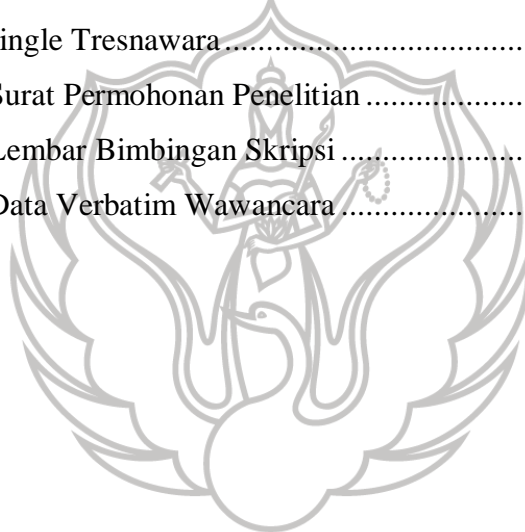 ingle Tresnawara....................................
Surat Permohonan Penelitian.....................
Lembar Bimbingan Skripsi........................
Data Verbatim Wawancara........................